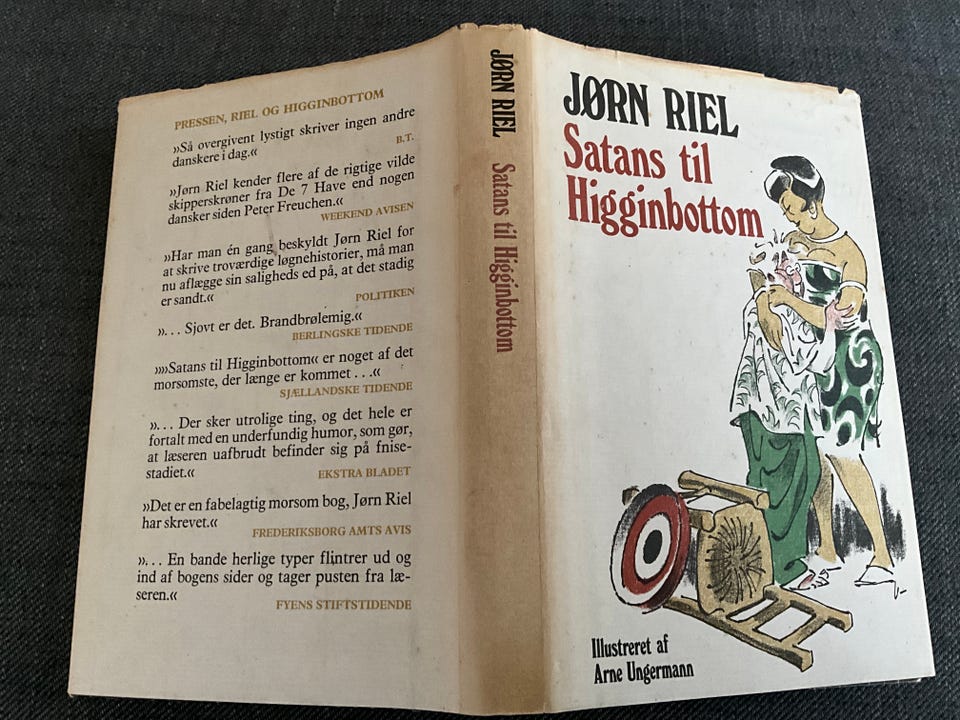 PRESSEN, RIEL OG HIGGINBOTTOM
»Så overgivent lystigt skriver ingen andre
danskere i dag.«
B.T.
»Jørn Riel kender flere af de rigtige vilde
skipperskrøner fra De 7 Have end nogen
dansker siden Peter Freuchen.«
WEEKEND AVISEN
»Har man én gang beskyldt Jørn Riel for
at skrive troværdige løgnehistorier, må man
nu aflægge sin saligheds ed på, at det stadig
er sandt.«
POLITIKEN
»... Sjovt er det. Brandbrølemig.«
BERLINGSKE TIDENDE
»»Satans til Higginbottom« er noget af det
morsomste, der længe er kommet ...«
SJÆLLANDSKE TIDENDE
»... Der sker utrolige ting, og det hele er
fortalt med en underfundig humor, som gør,
at læseren uafbrudt befinder sig på fnise-
stadiet.«
EKSTRA BLADET
»Det er en fabelagtig morsom bog, Jørn Riel
har skrevet.«
FREDERIKSBORG AMTS AVIS
»... En bande herlige typer flintrer ud og
ind af bogens sider og tager pusten fra læ-
seren.«
FYENS STIFTSTIDENDE
JØRN RIEL Satans til Higginbottom
JØRN RIEL
Satans til
Higginbottom
Illustreret af
Arne Ungermann